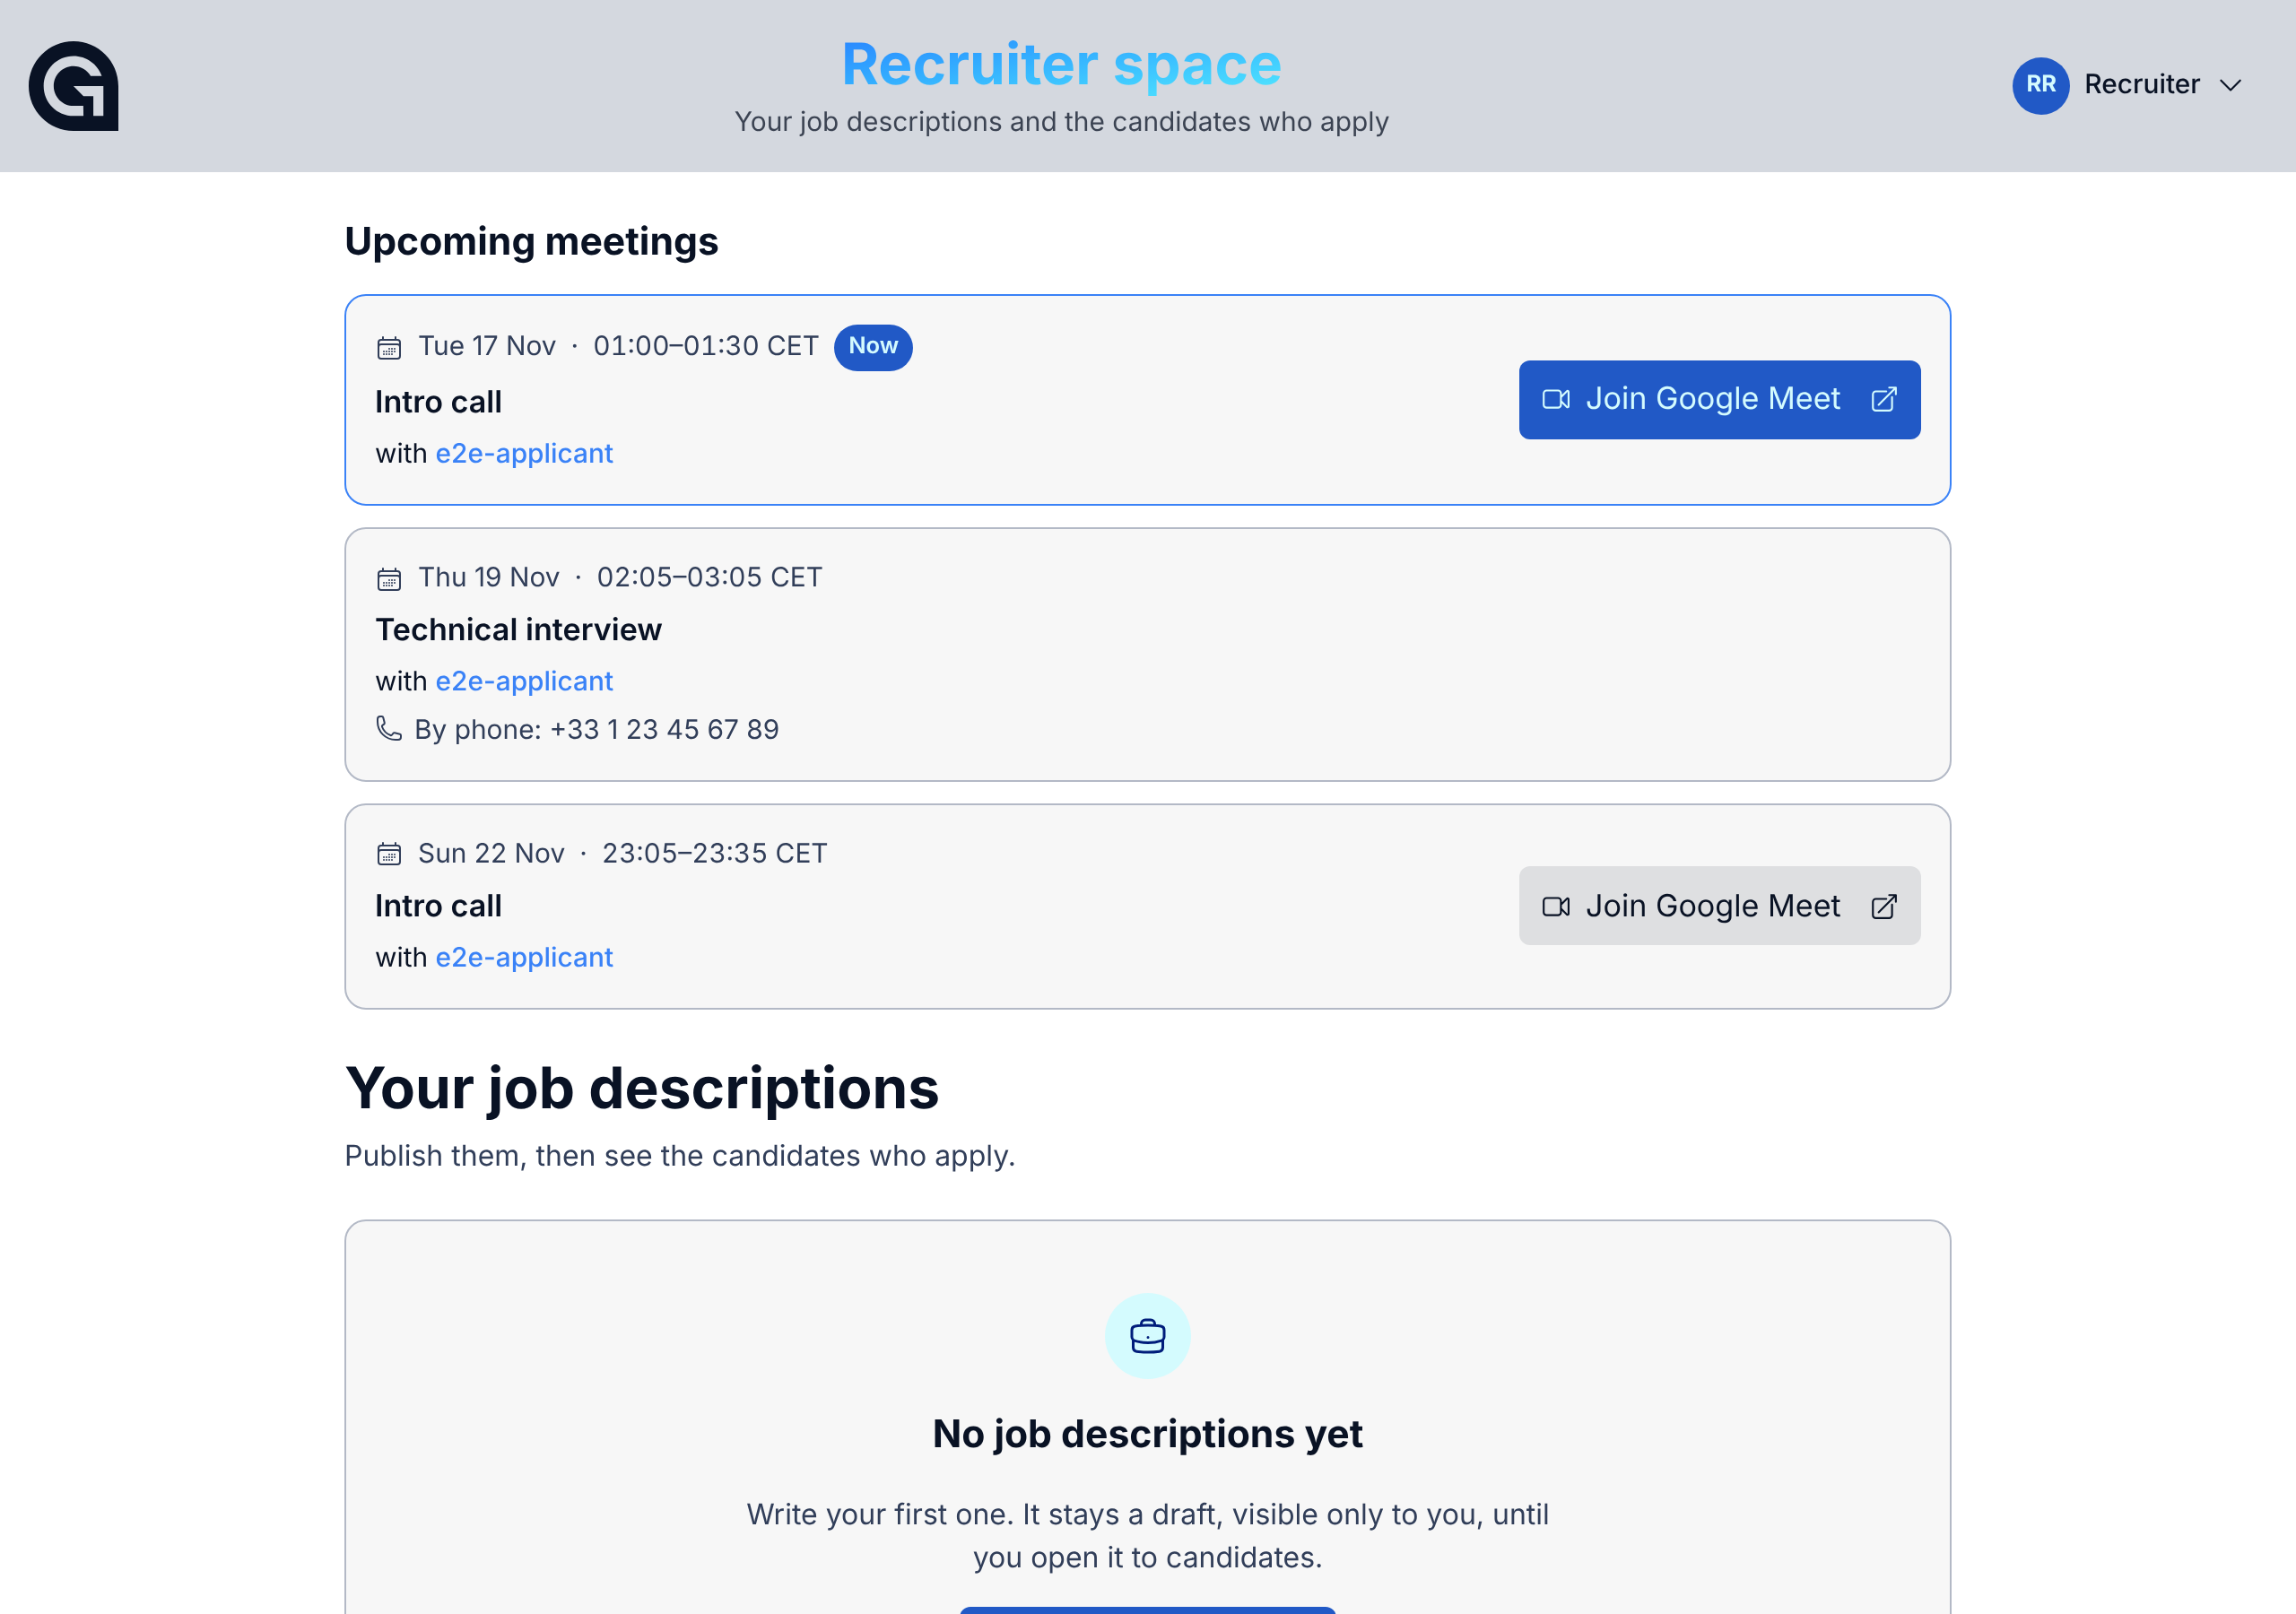 Recruiter space
Your job descriptions and the candidates who apply
RR Recruiter
Upcoming meetings
Tue 17 Nov · 01:00–01:30 CET Now
Intro call
with e2e-applicant
Join Google Meet
Thu 19 Nov · 02:05–03:05 CET
Technical interview
with e2e-applicant
By phone: +33 1 23 45 67 89
Sun 22 Nov · 23:05–23:35 CET
Intro call
with e2e-applicant
Join Google Meet
Your job descriptions
Publish them, then see the candidates who apply.
No job descriptions yet
Write your first one. It stays a draft, visible only to you, until
you open it to candidates.